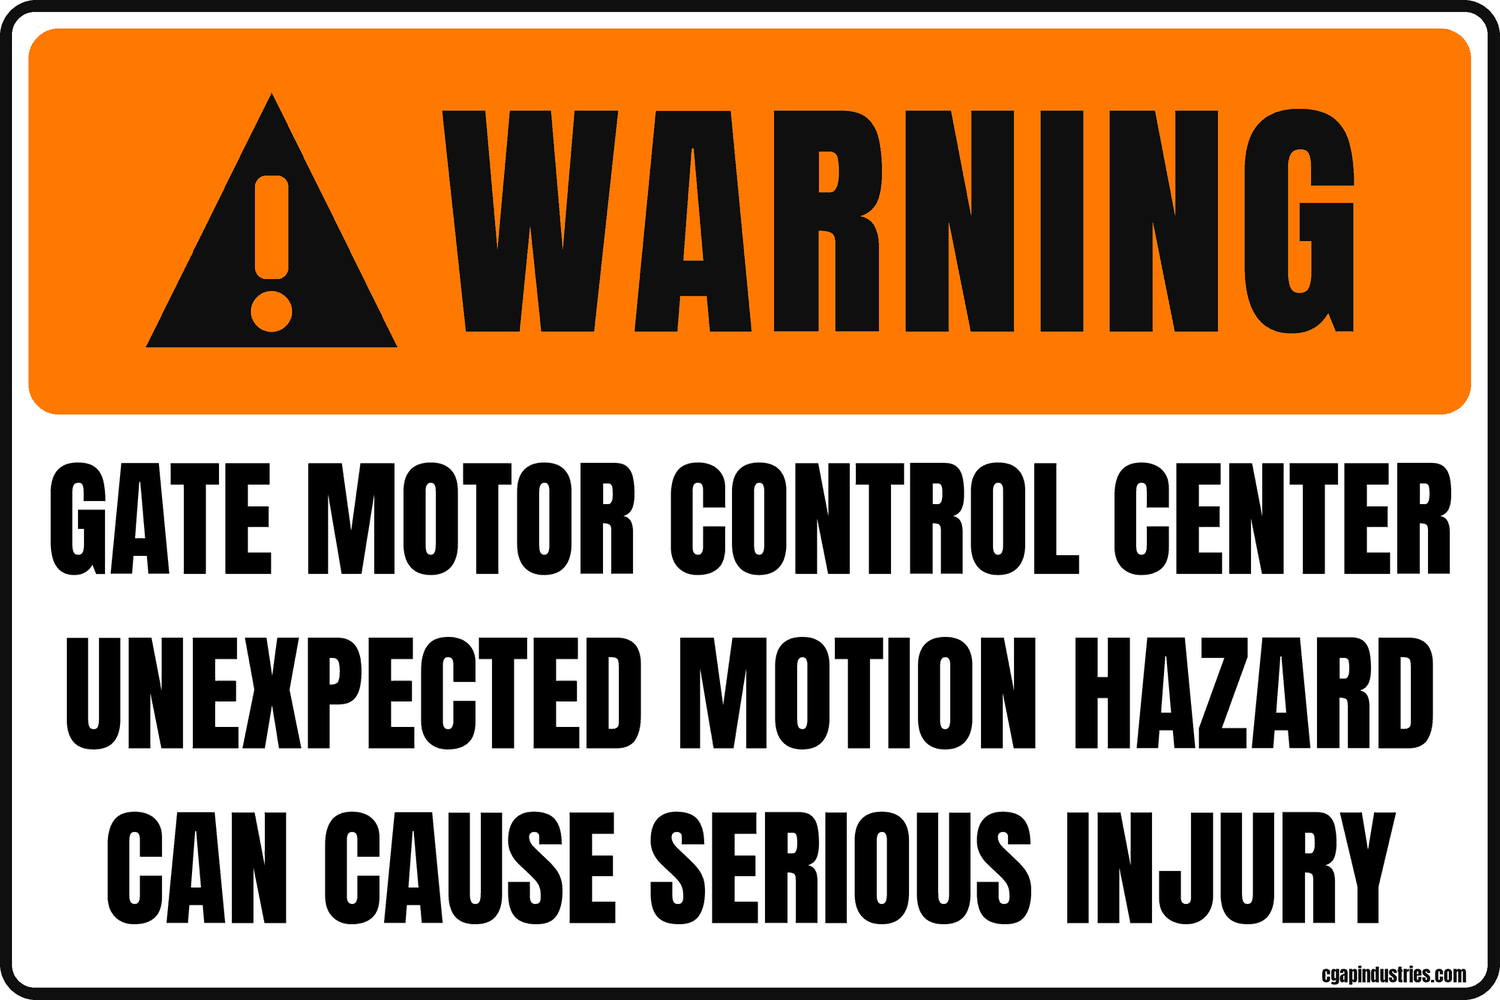 WARNING
GATE MOTOR CONTROL CENTER
UNEXPECTED MOTION HAZARD
CAN CAUSE SERIOUS INJURY
cgapindustries.com